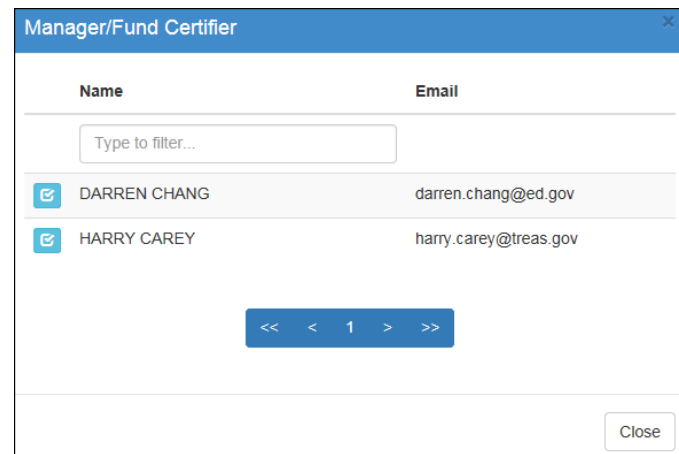 Manager/Fund Certifier ×
Name Email
Type to filter...
DARREN CHANG darren.chang@ed.gov
HARRY CAREY harry.carey@treas.gov
<< < 1 > >>
Close